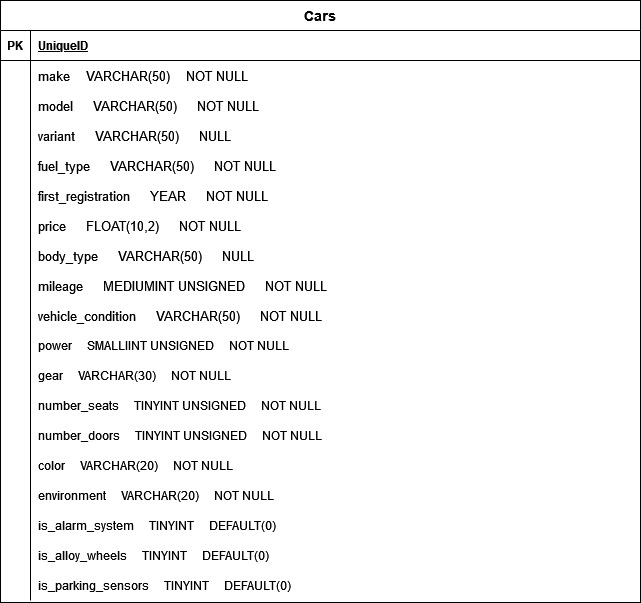 Cars
PK UniqueID
make VARCHAR(50) NOT NULL
model VARCHAR(50) NOT NULL
variant VARCHAR(50) NULL
fuel_type VARCHAR(50) NOT NULL
first_registration YEAR NOT NULL
price FLOAT(10,2) NOT NULL
body_type VARCHAR(50) NULL
mileage MEDIUMINT UNSIGNED NOT NULL
vehicle_condition VARCHAR(50) NOT NULL
power SMALLIINT UNSIGNED NOT NULL
gear VARCHAR(30) NOT NULL
number_seats TINYINT UNSIGNED NOT NULL
number_doors TINYINT UNSIGNED NOT NULL
color VARCHAR(20) NOT NULL
environment VARCHAR(20) NOT NULL
is_alarm_system TINYINT DEFAULT(0)
is_alloy_wheels TINYINT DEFAULT(0)
is_parking_sensors TINYINT DEFAULT(0)